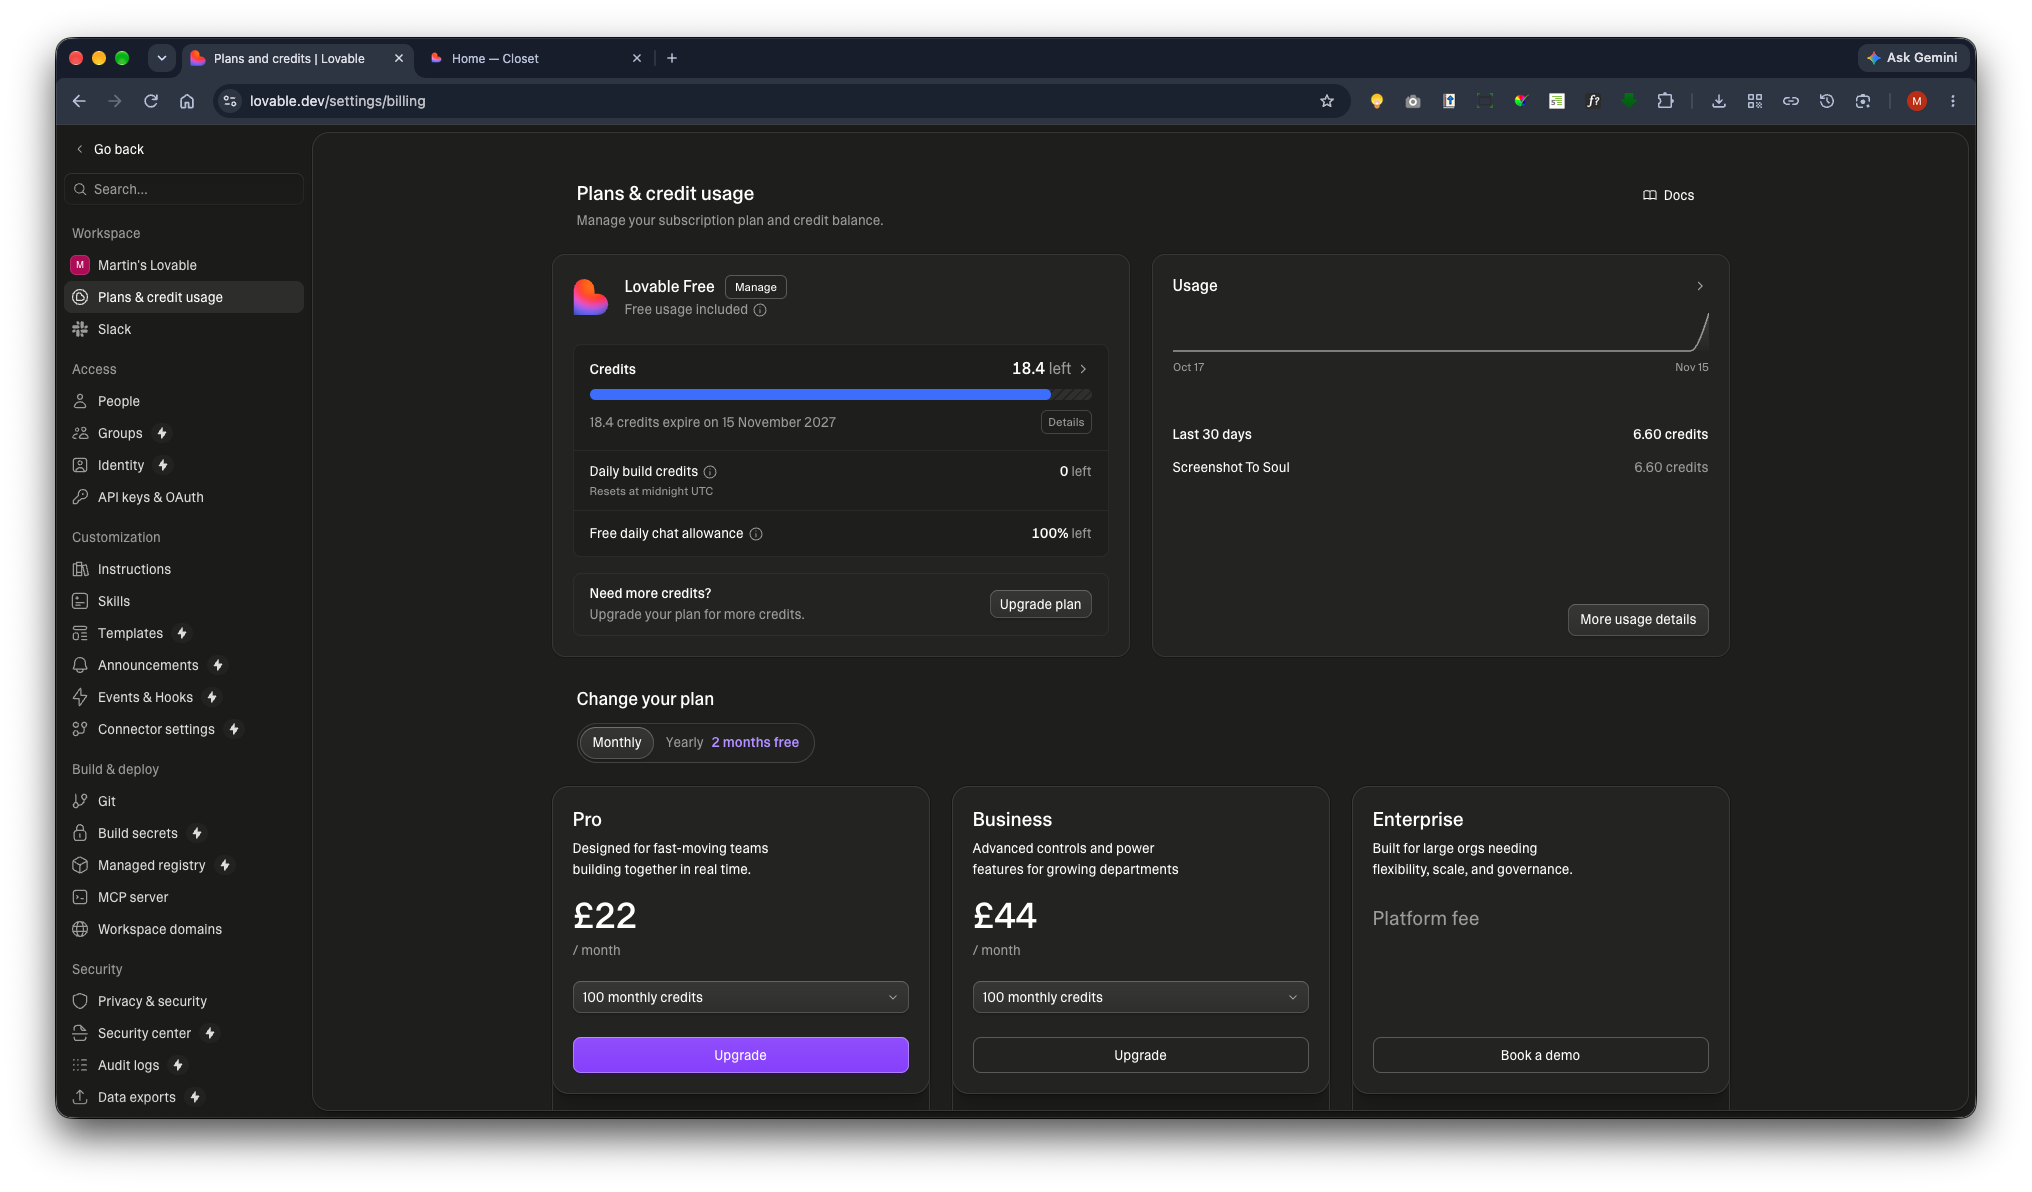 Plans and credits | Lovable
Home — Closet
Ask Gemini
lovable.dev/settings/billing
M
Go back
Search...
Workspace
M Martin's Lovable
Plans & credit usage
Slack
Access
People
Groups
Identity
API keys & OAuth
Customization
Instructions
Skills
Templates
Announcements
Events & Hooks
Connector settings
Build & deploy
Git
Build secrets
Managed registry
MCP server
Workspace domains
Security
Privacy & security
Security center
Audit logs
Data exports
Plans & credit usage
Manage your subscription plan and credit balance.
Docs
Lovable Free Manage
Free usage included
Credits 18.4 left
18.4 credits expire on 15 November 2027 Details
Daily build credits 0 left
Resets at midnight UTC
Free daily chat allowance 100% left
Need more credits?
Upgrade your plan for more credits.
Upgrade plan
Usage
Oct 17 Nov 15
Last 30 days 6.60 credits
Screenshot To Soul 6.60 credits
More usage details
Change your plan
Monthly Yearly 2 months free
Pro
Designed for fast-moving teams
building together in real time.
£22
/ month
100 monthly credits
Upgrade
Business
Advanced controls and power
features for growing departments
£44
/ month
100 monthly credits
Upgrade
Enterprise
Built for large orgs needing
flexibility, scale, and governance.
Platform fee
Book a demo